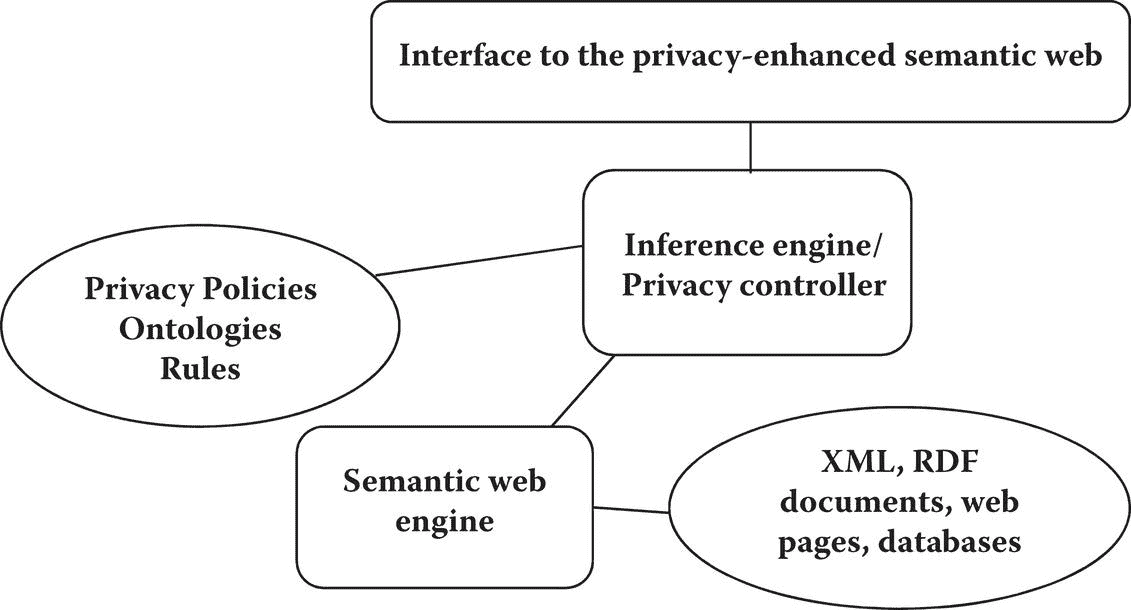 Interface to the privacy-enhanced semantic web
Inference engine/
Privacy controller
Privacy Policies
Ontologies
Rules
Semantic web
engine
XML, RDF
documents, web
pages, databases